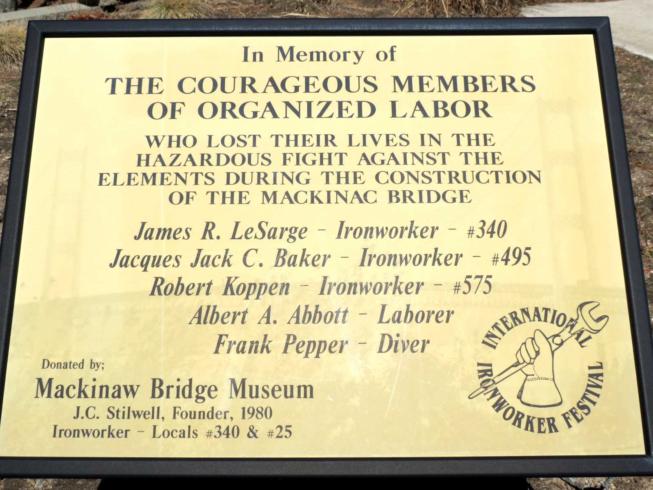 In Memory of
THE COURAGEOUS MEMBERS
OF ORGANIZED LABOR
WHO LOST THEIR LIVES IN THE
HAZARDOUS FIGHT AGAINST THE
ELEMENTS DURING THE CONSTRUCTION
OF THE MACKINAC BRIDGE
James R. LeSarge - Ironworker - #340
Jacques Jack C. Baker - Ironworker - #495
Robert Koppen - Ironworker - #575
Albert A. Abbott - Laborer
Frank Pepper - Diver
Donated by;
Mackinaw Bridge Museum
J.C. Stilwell, Founder, 1980
Ironworker - Locals #340 & #25
INTERNATIONAL
IRONWORKER FESTIVAL